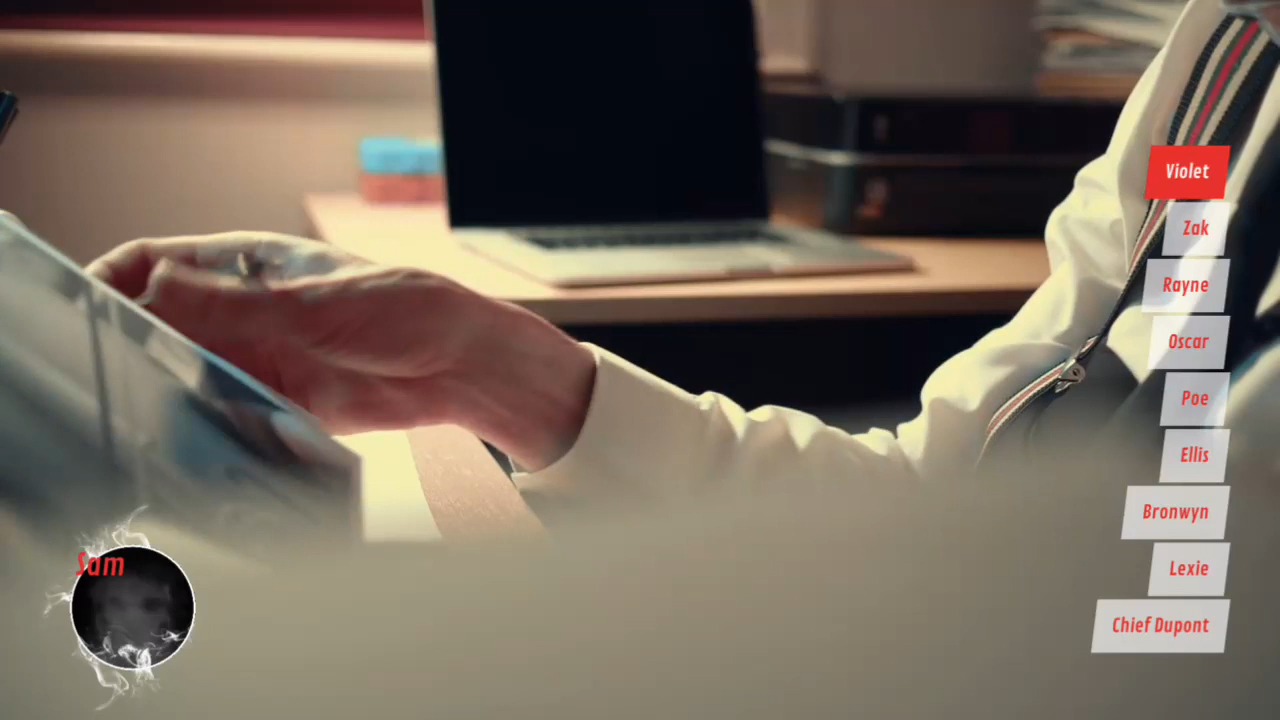 Violet
Zak
Rayne
Oscar
Poe
Ellis
Bronwyn
Lexie
Chief Dupont
Sam